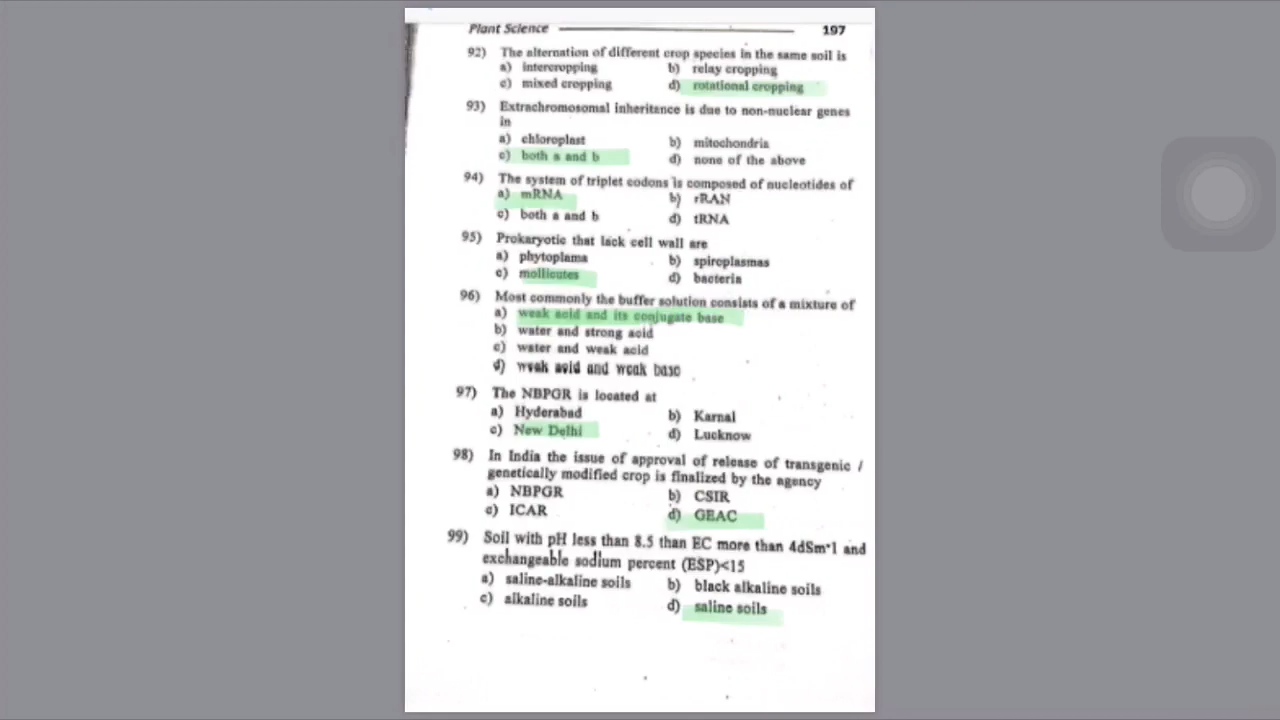 Plant Science 197
92) The alternation of different crop species in the same soil is
a) intercropping b) relay cropping
c) mixed cropping d) rotational cropping
93) Extrachromosomal inheritance is due to non-nuclear genes
in
a) chloroplast b) mitochondria
c) both a and b d) none of the above
94) The system of triplet codons is composed of nucleotides of
a) mRNA b) rRAN
c) both a and b d) tRNA
95) Prokaryotic that lack cell wall are
a) phytoplama b) spiroplasmas
c) mollicutes d) bacteria
96) Most commonly the buffer solution consists of a mixture of
a) weak acid and its conjugate base
b) water and strong acid
c) water and weak acid
d) weak acid and weak base
97) The NBPGR is located at
a) Hyderabad b) Karnal
c) New Delhi d) Lucknow
98) In India the issue of approval of release of transgenic /
genetically modified crop is finalized by the agency
a) NBPGR b) CSIR
c) ICAR d) GEAC
99) Soil with pH less than 8.5 than EC more than 4dSm-1 and
exchangeable sodium percent (ESP)<15
a) saline-alkaline soils b) black alkaline soils
c) alkaline soils d) saline soils